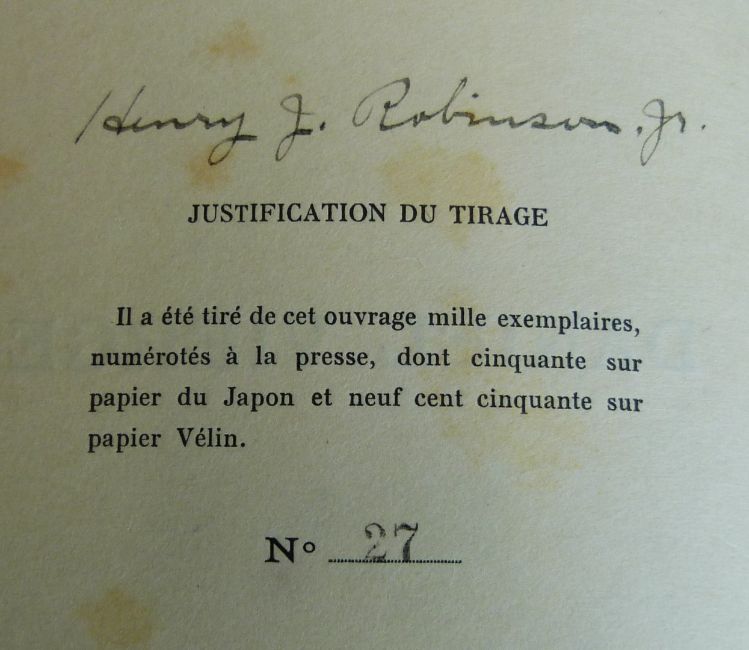 Henry J. Robinson, Jr.
JUSTIFICATION DU TIRAGE
Il a été tiré de cet ouvrage mille exemplaires,
numérotés à la presse, dont cinquante sur
papier du Japon et neuf cent cinquante sur
papier Vélin.
N° 27